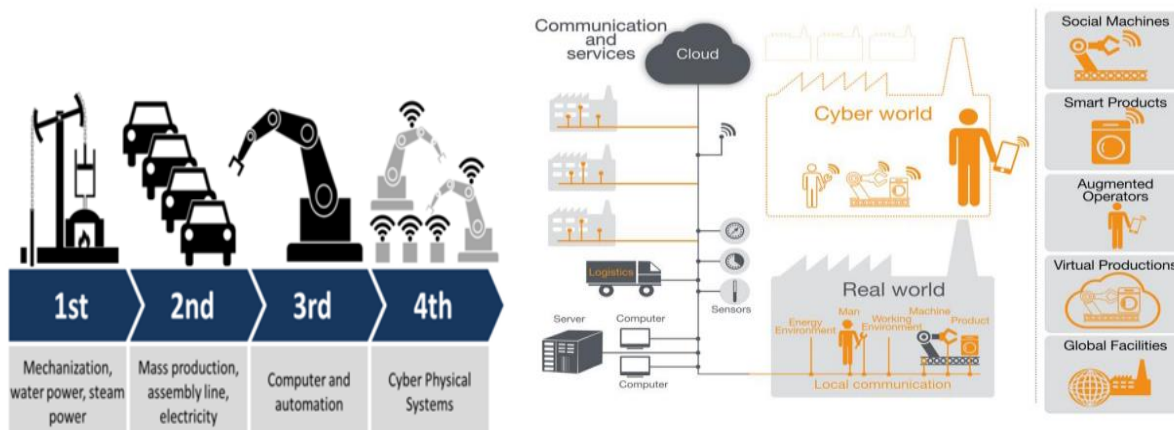 1st
2nd
3rd
4th
Mechanization,
water power, steam
power
Mass production,
assembly line,
electricity
Computer and
automation
Cyber Physical
Systems
Communication
and
services
Cloud
Cyber world
Logistics
Sensors
Server
Computer
Computer
Real world
Energy
Environment
Man
Working
Environment
Machine
Product
Local communication
Social Machines
Smart Products
Augmented
Operators
Virtual Productions
Global Facilities